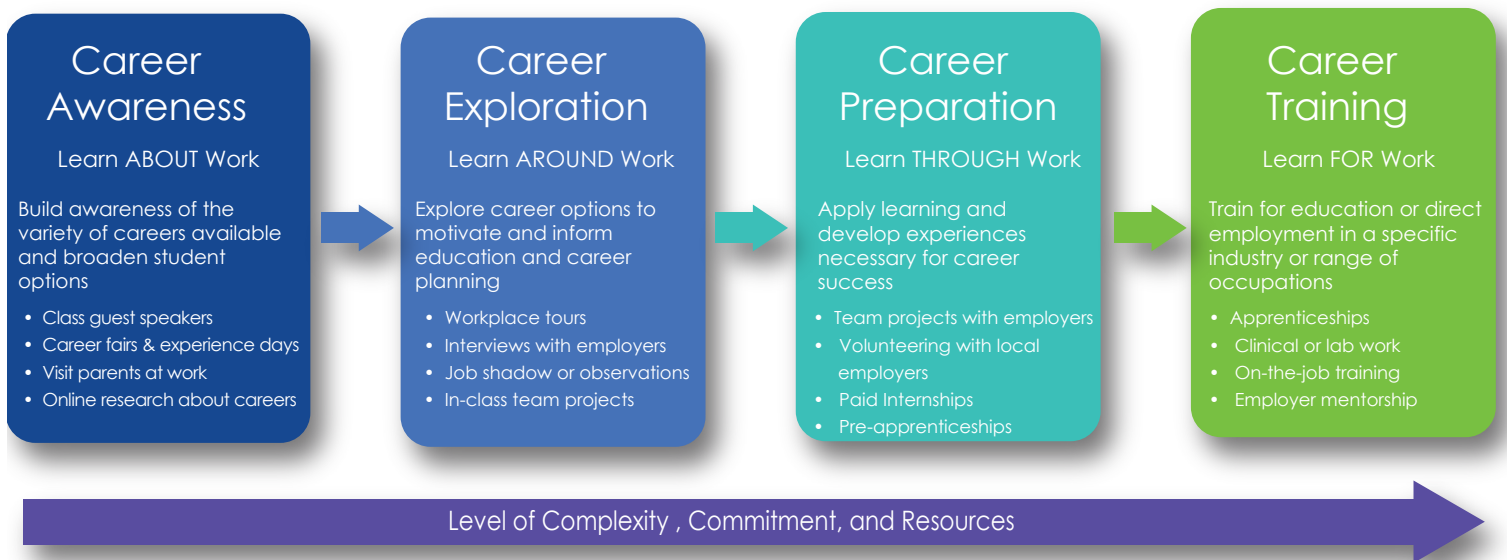 Career
Awareness
Learn ABOUT Work
Build awareness of the
variety of careers available
and broaden student
options
• Class guest speakers
• Career fairs & experience days
• Visit parents at work
• Online research about careers
Career
Exploration
Learn AROUND Work
Explore career options to
motivate and inform
education and career
planning
• Workplace tours
• Interviews with employers
• Job shadow or observations
• In-class team projects
Career
Preparation
Learn THROUGH Work
Apply learning and
develop experiences
necessary for career
success
• Team projects with employers
• Volunteering with local
employers
• Paid Internships
• Pre-apprenticeships
Career
Training
Learn FOR Work
Train for education or direct
employment in a specific
industry or range of
occupations
• Apprenticeships
• Clinical or lab work
• On-the-job training
• Employer mentorship
Level of Complexity , Commitment, and Resources